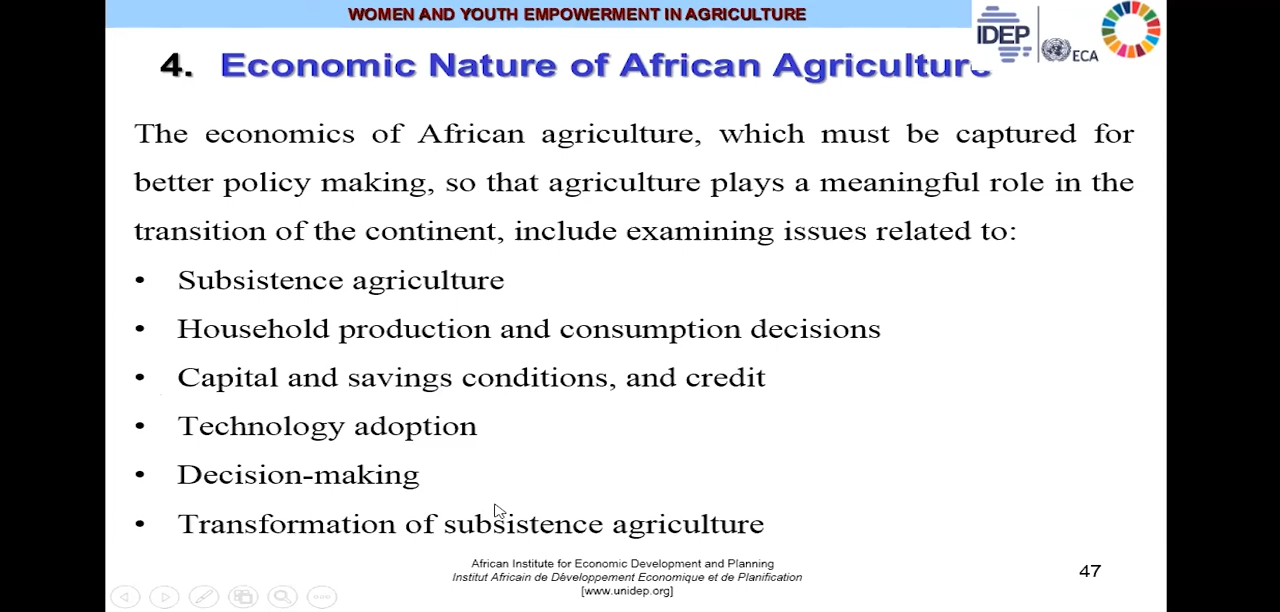 WOMEN AND YOUTH EMPOWERMENT IN AGRICULTURE
IDEP
ECA
4. Economic Nature of African Agriculture
The economics of African agriculture, which must be captured for
better policy making, so that agriculture plays a meaningful role in the
transition of the continent, include examining issues related to:
• Subsistence agriculture
• Household production and consumption decisions
• Capital and savings conditions, and credit
• Technology adoption
• Decision-making
• Transformation of subsistence agriculture
African Institute for Economic Development and Planning
Institut Africain de Développement Economique et de Planification
[www.unidep.org]
47